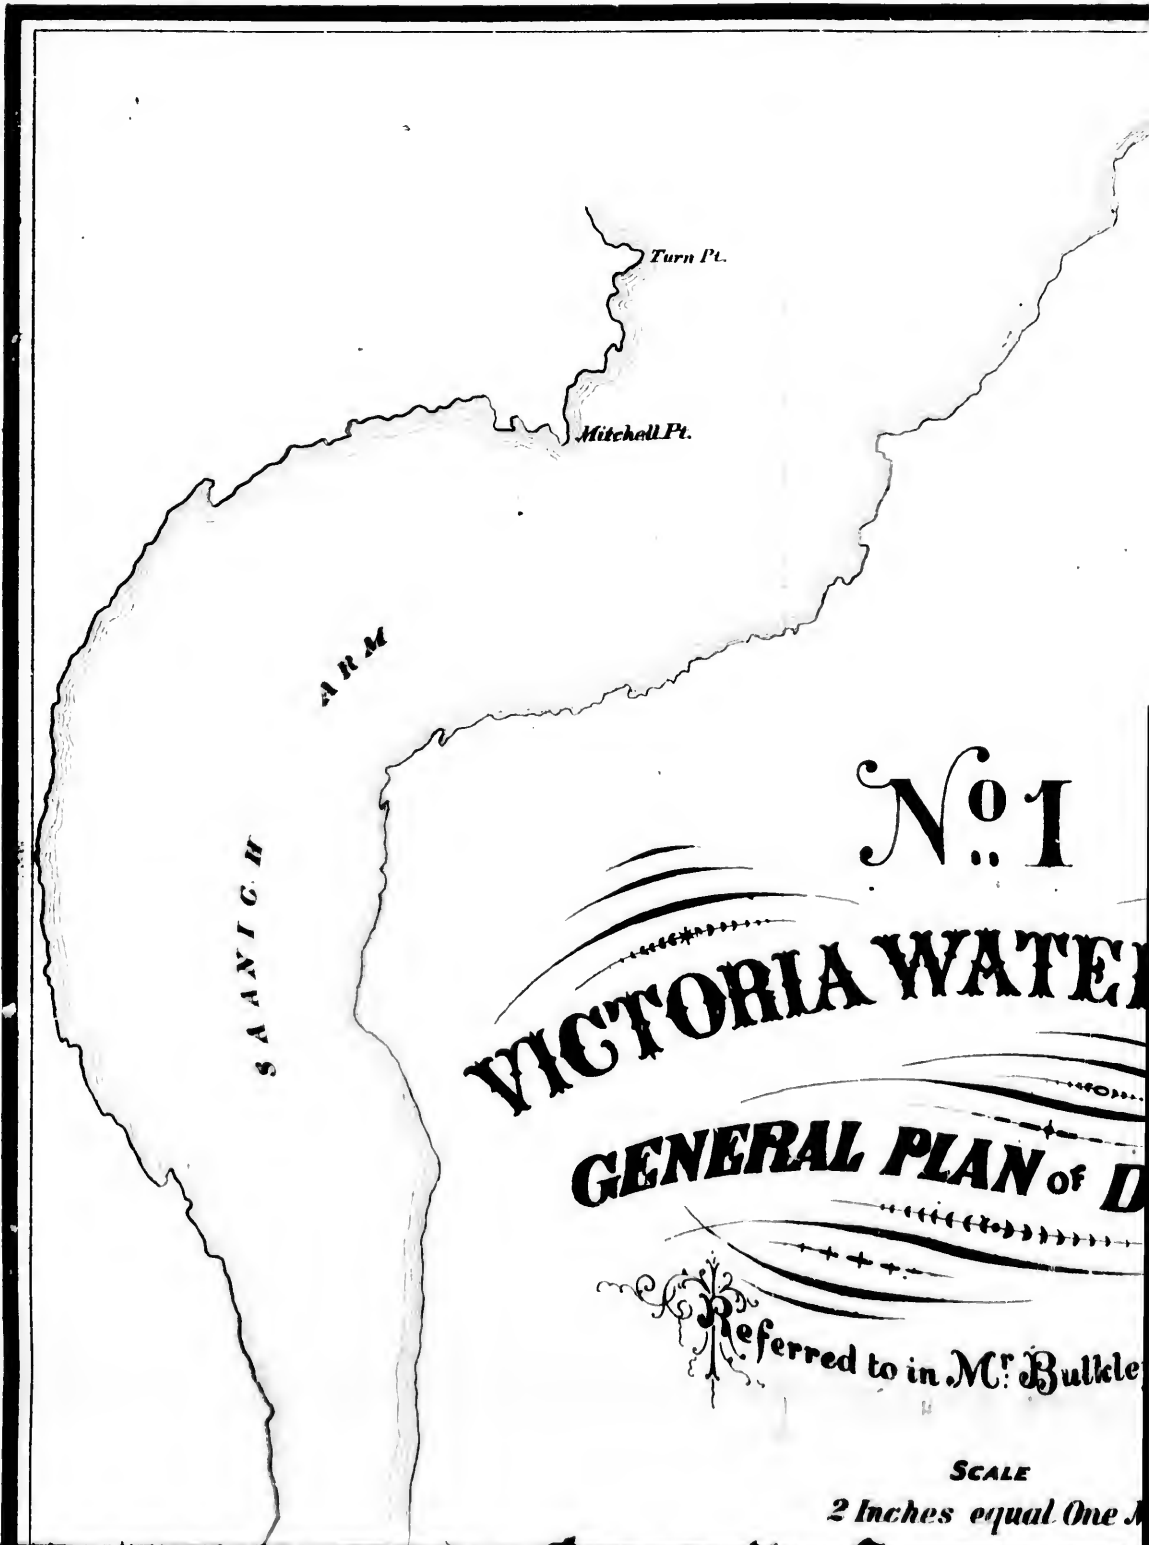 Turn Pt.
Mitchell Pt.
SANICH ARM
No. 1
VICTORIA WATE
GENERAL PLAN of D
Referred to in Mr. Bulkle
SCALE
2 Inches equal One